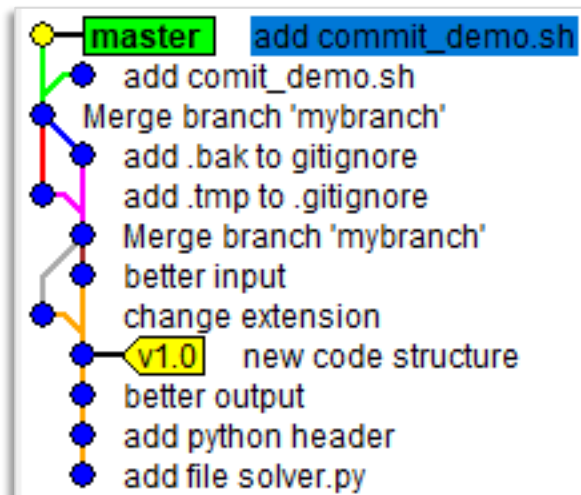 master add commit_demo.sh
add comit_demo.sh
Merge branch 'mybranch'
add .bak to gitignore
add .tmp to .gitignore
Merge branch 'mybranch'
better input
change extension
v1.0 new code structure
better output
add python header
add file solver.py